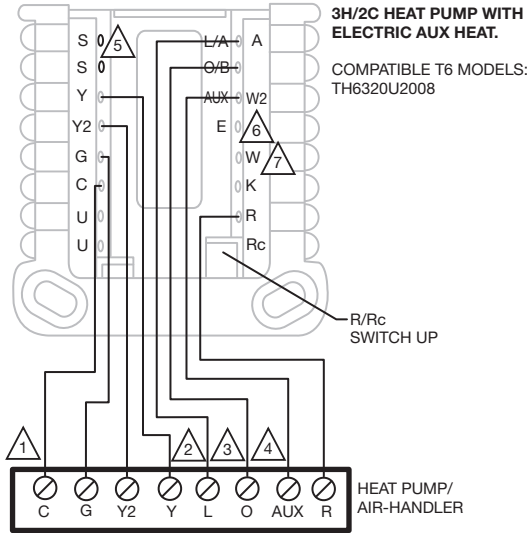 3H/2C HEAT PUMP WITH
ELECTRIC AUX HEAT.
COMPATIBLE T6 MODELS:
TH6320U2008
S 5 L/A A
S O/B
Y AUX W2
Y2 E 6
G W 7
C K
U R
U Rc
R/Rc
SWITCH UP
1 2 3 4
HEAT PUMP/
AIR-HANDLER
C G Y2 Y L O AUX R